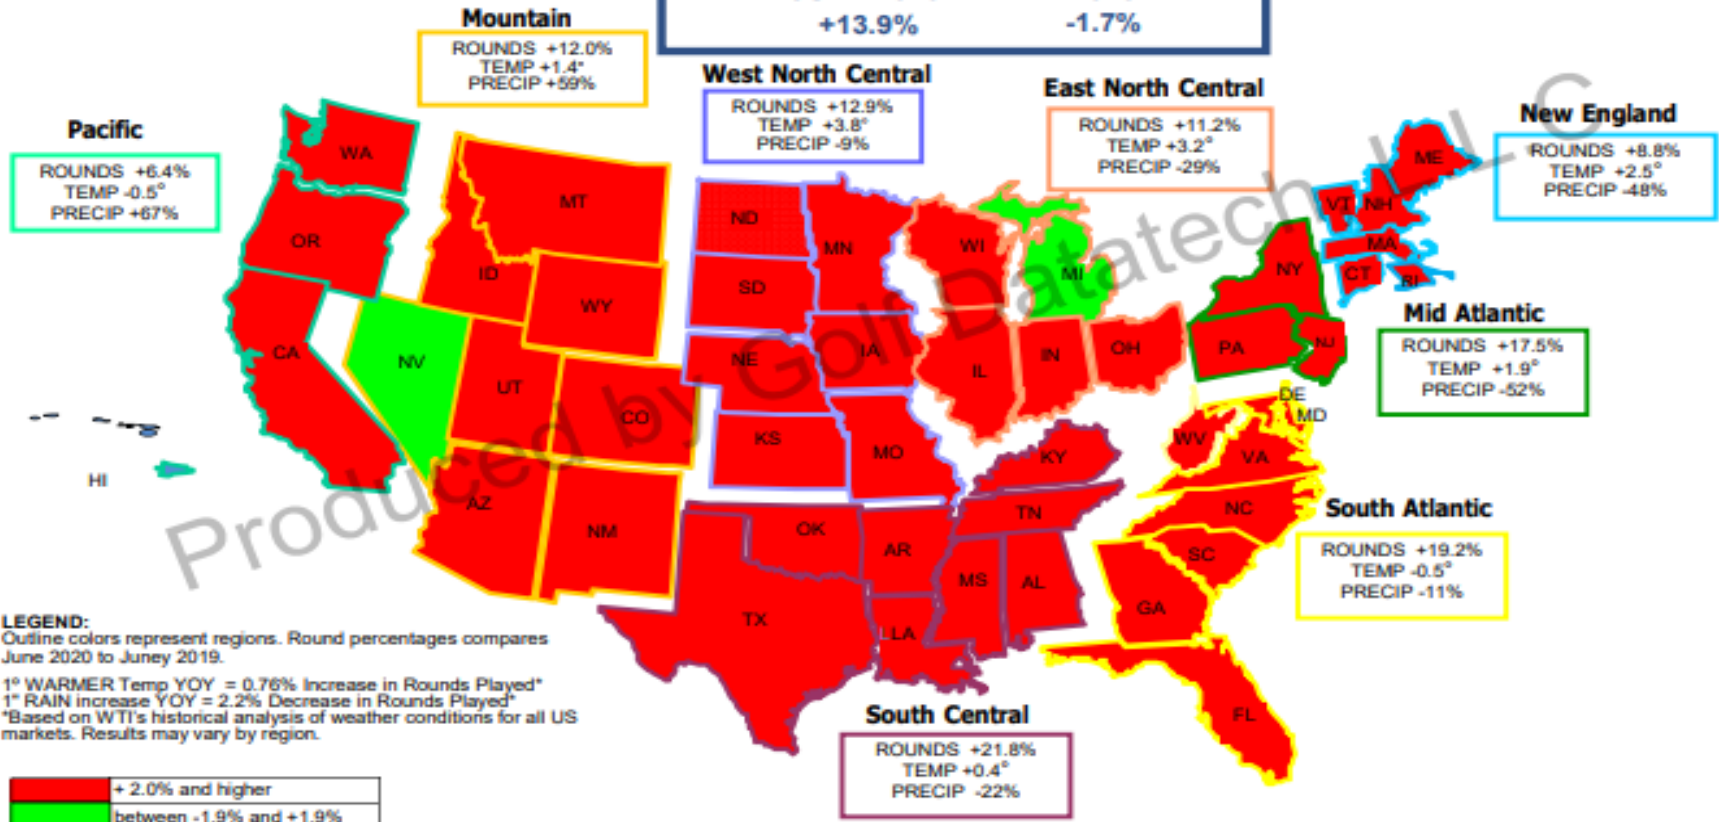 +13.9%
-1.7%
Mountain
ROUNDS +12.0%
TEMP +1.4°
PRECIP +59%
West North Central
ROUNDS +12.9%
TEMP +3.8°
PRECIP -9%
East North Central
ROUNDS +11.2%
TEMP +3.2°
PRECIP -29%
New England
ROUNDS +8.8%
TEMP +2.5°
PRECIP -48%
Pacific
ROUNDS +6.4%
TEMP -0.5°
PRECIP +67%
WA
MT
ND
MN
WI
ME
VI
NH
OR
ID
SD
MI
NY
MA
CT
RI
WY
Mid Atlantic
ROUNDS +17.5%
TEMP +1.9°
PRECIP -52%
CA
NV
UT
CO
NE
IA
IL
IN
OH
PA
NJ
DE
MD
HI
KS
MO
KY
WV
VA
AZ
NM
OK
AR
TN
NC
South Atlantic
ROUNDS +19.2%
TEMP -0.5°
PRECIP -11%
SC
MS
AL
GA
TX
LLA
FL
Produced by Golf Datatech LLC
LEGEND:
Outline colors represent regions. Round percentages compares
June 2020 to Juney 2019.
1° WARMER Temp YOY = 0.76% Increase in Rounds Played*
1" RAIN increase YOY = 2.2% Decrease in Rounds Played*
*Based on WTI's historical analysis of weather conditions for all US
markets. Results may vary by region.
South Central
ROUNDS +21.8%
TEMP +0.4°
PRECIP -22%
+ 2.0% and higher
between -1.9% and +1.9%